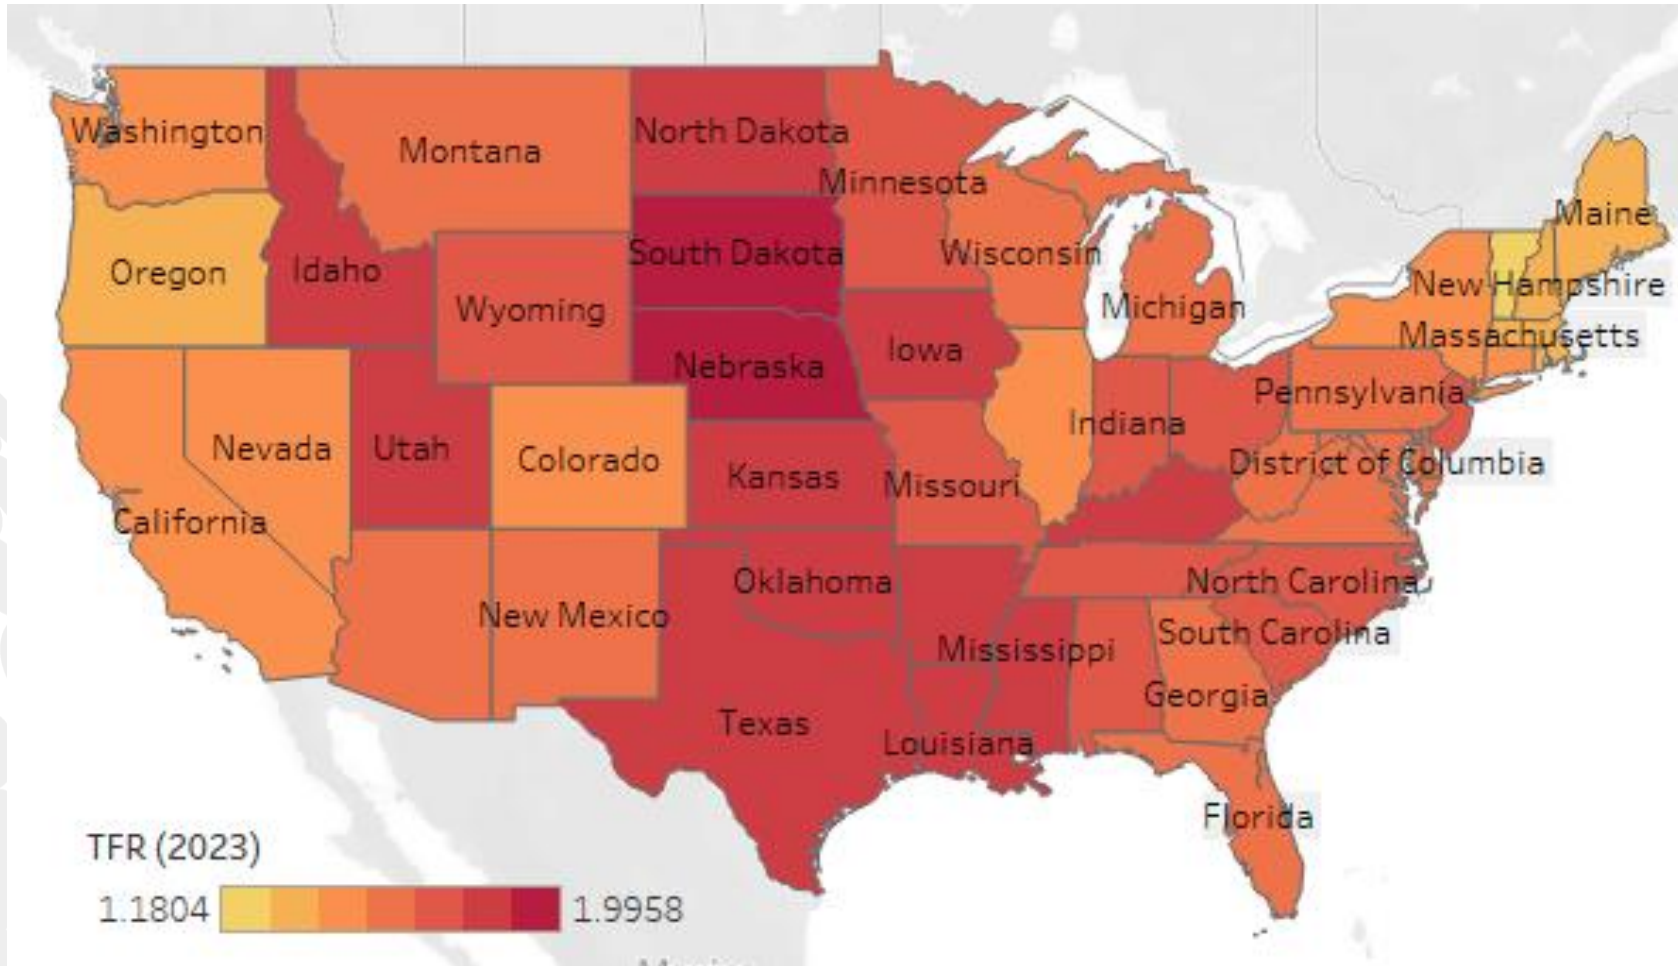 Washington
Montana
North Dakota
Minnesota
Maine
Oregon
Idaho
South Dakota
Wisconsin
New Hampshire
Wyoming
Michigan
Massachusetts
Iowa
Nebraska
Pennsylvania
Nevada
Utah
Colorado
Indiana
Kansas
Missouri
District of Columbia
California
Oklahoma
North Carolina
New Mexico
South Carolina
Mississippi
Georgia
Texas
Louisiana
Florida
TFR (2023)
1.1804
1.9958